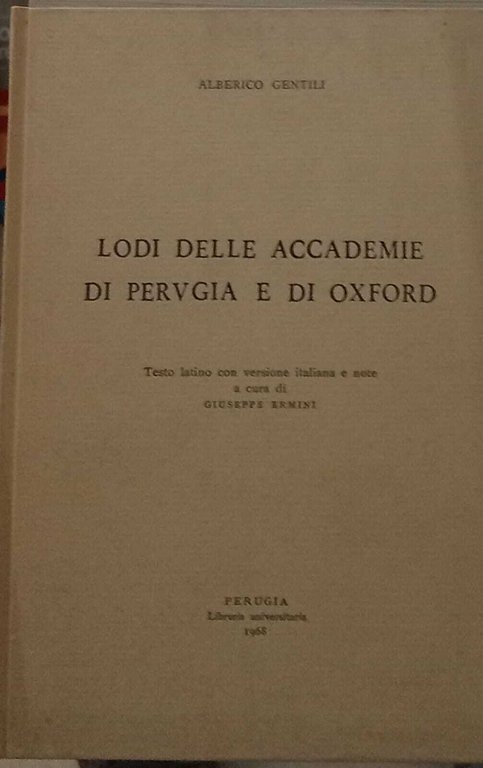 ALBERICO GENTILI
LODI DELLE ACCADEMIE
DI PERVGIA E DI OXFORD
Testo latino con versione italiana e note
a cura di
GIUSEPPE ERMINI
PERUGIA
Libreria universitaria
1968